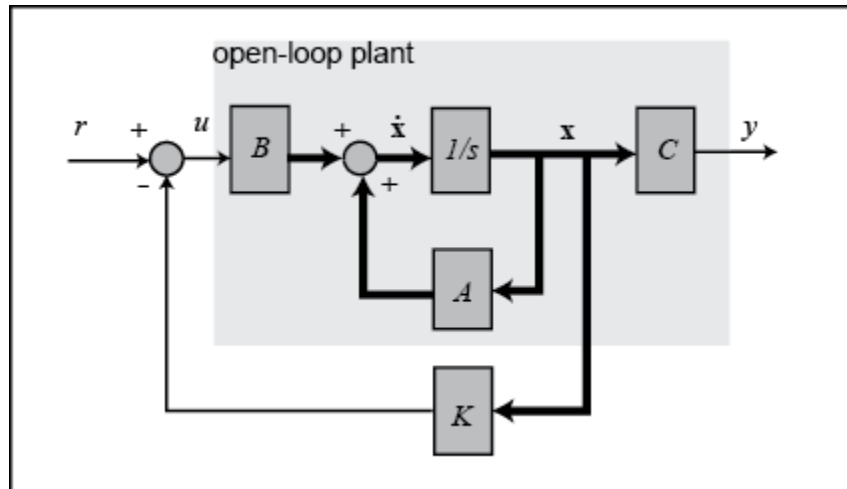 open-loop plant
r
+
-
u
B
+
+
ẋ
1/s
x
C
y
A
K